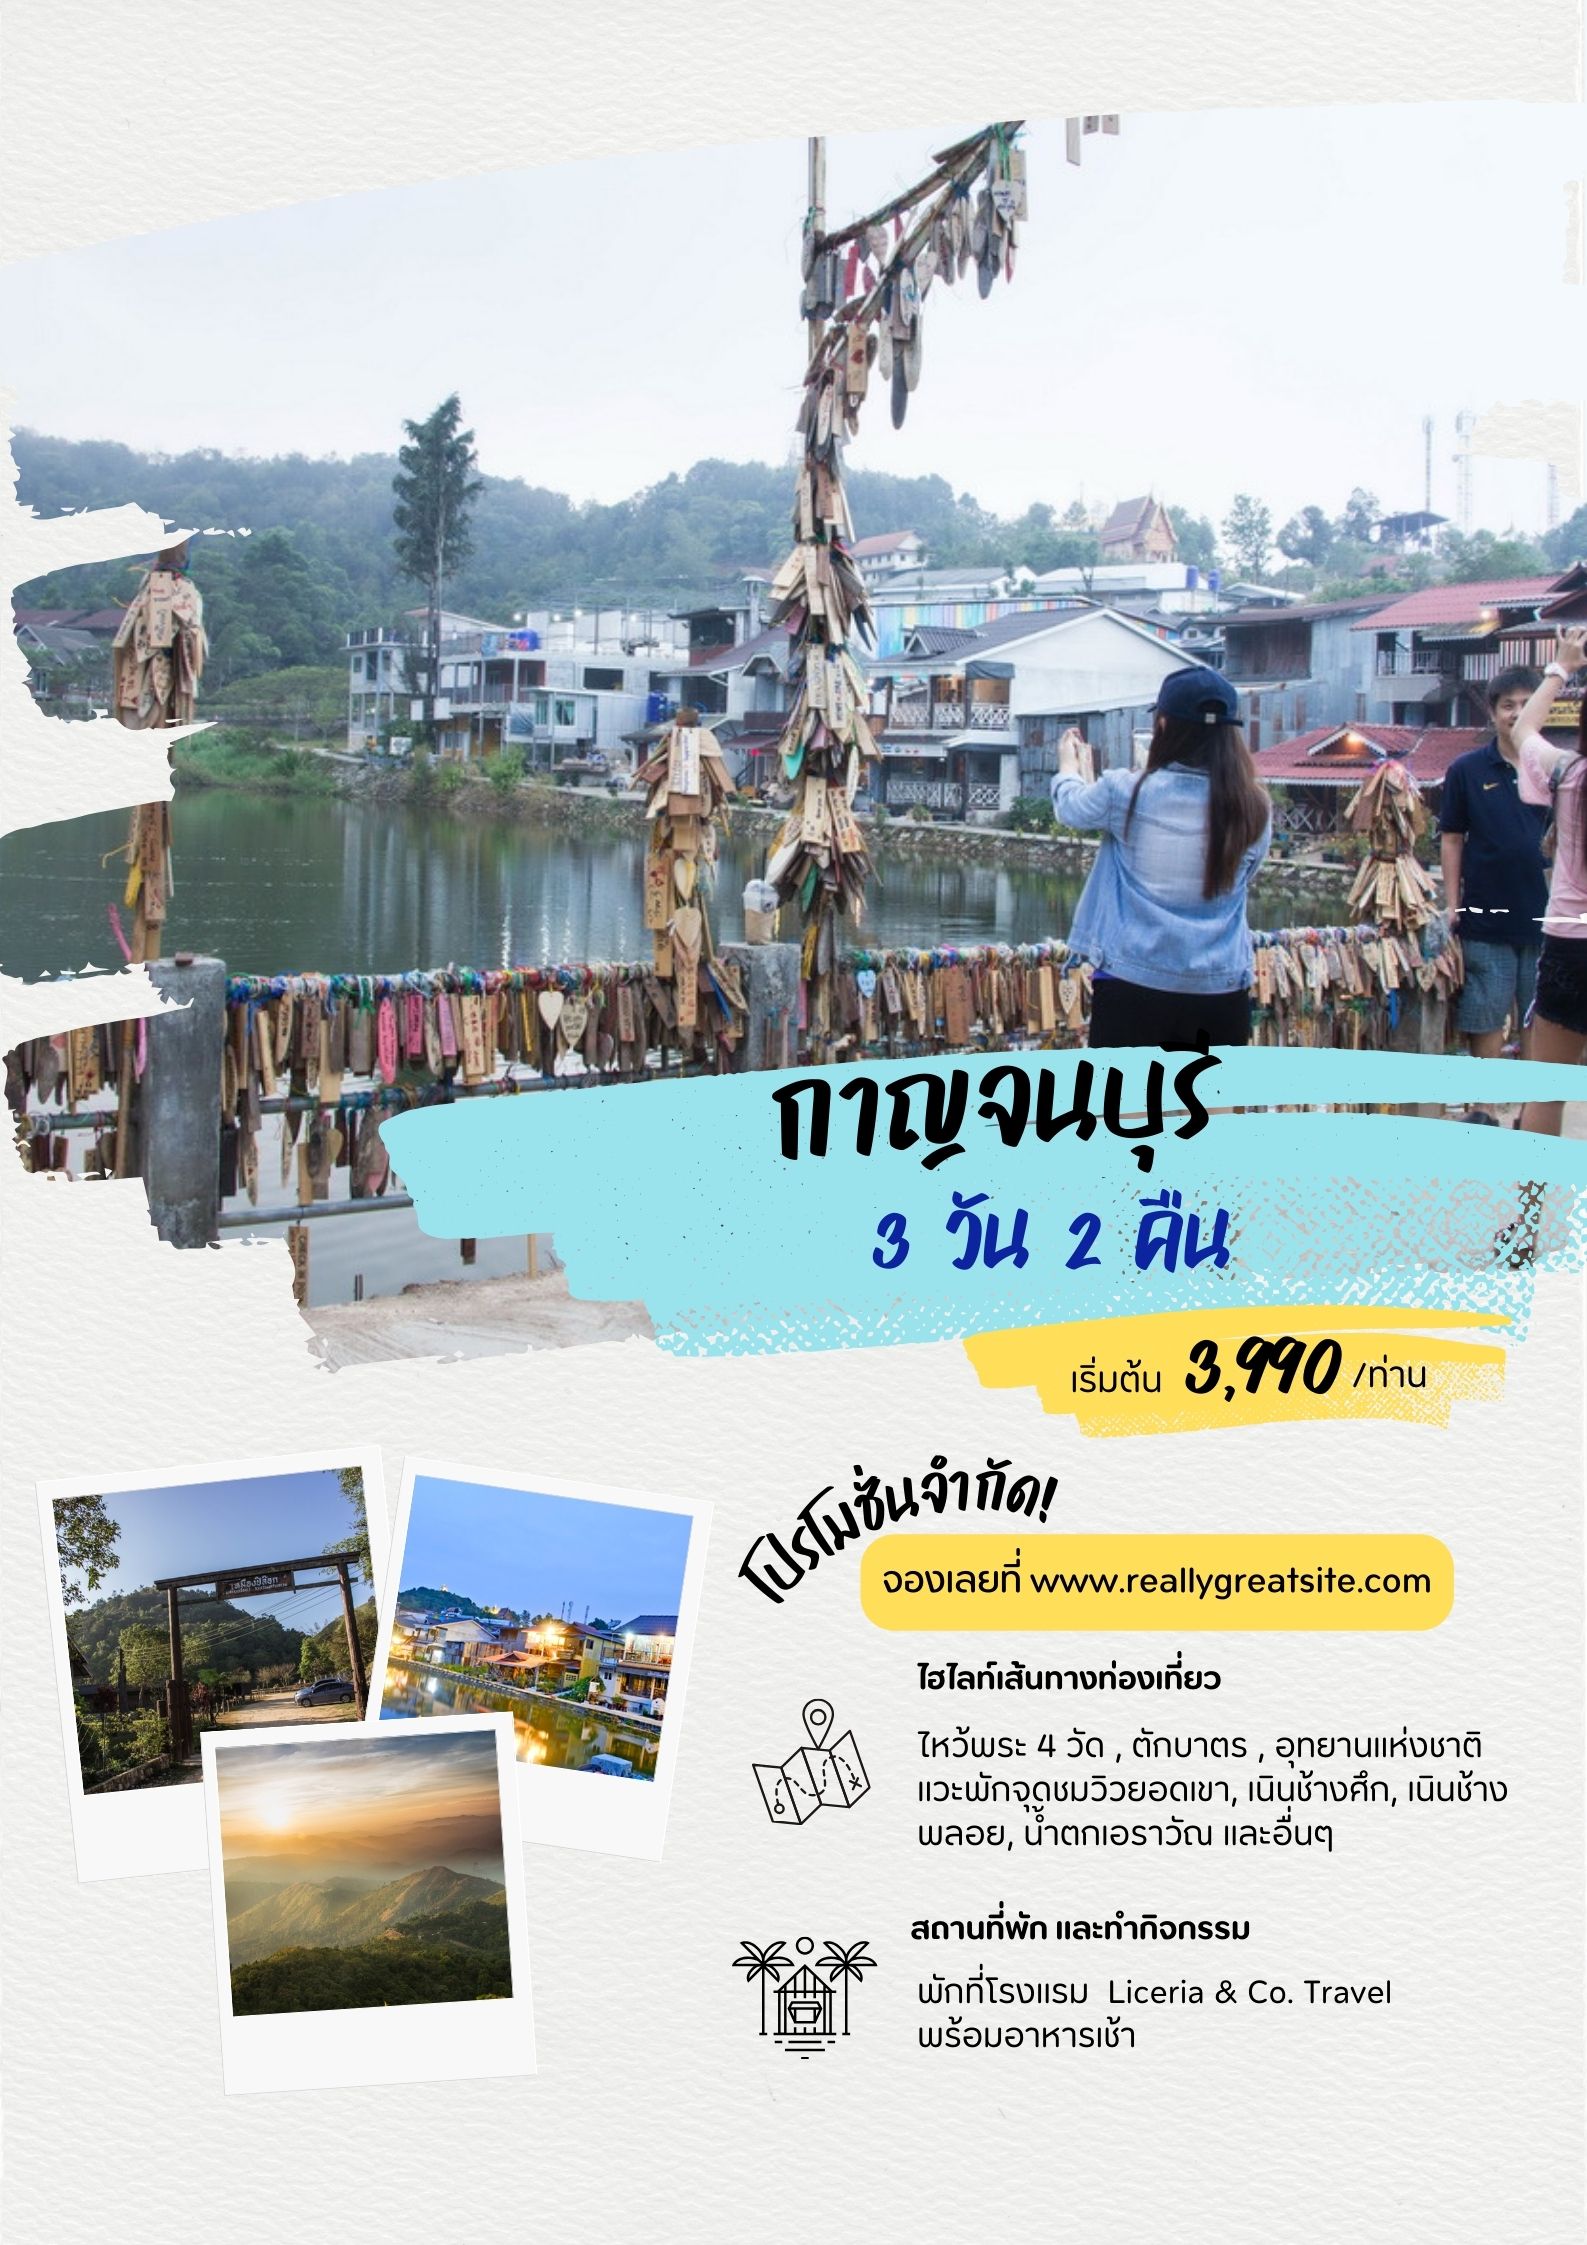 กาญจนบุรี
3 วัน 2 คืน
เริ่มต้น 3,990 /ท่าน
โปรโมชั่นจำกัด!
จองเลยที่ www.reallygreatsite.com
ไฮไลท์เส้นทางท่องเที่ยว
ไหว้พระ 4 วัด , ตักบาตร , อุทยานแห่งชาติ
แวะพักจุดชมวิวยอดเขา, เนินช้างศึก, เนินช้าง
พลอย, น้ำตกเอราวัณ และอื่นๆ
สถานที่พัก และทำกิจกรรม
พักที่โรงแรม Liceria & Co. Travel
พร้อมอาหารเช้า
เหมืองปิล๊อก